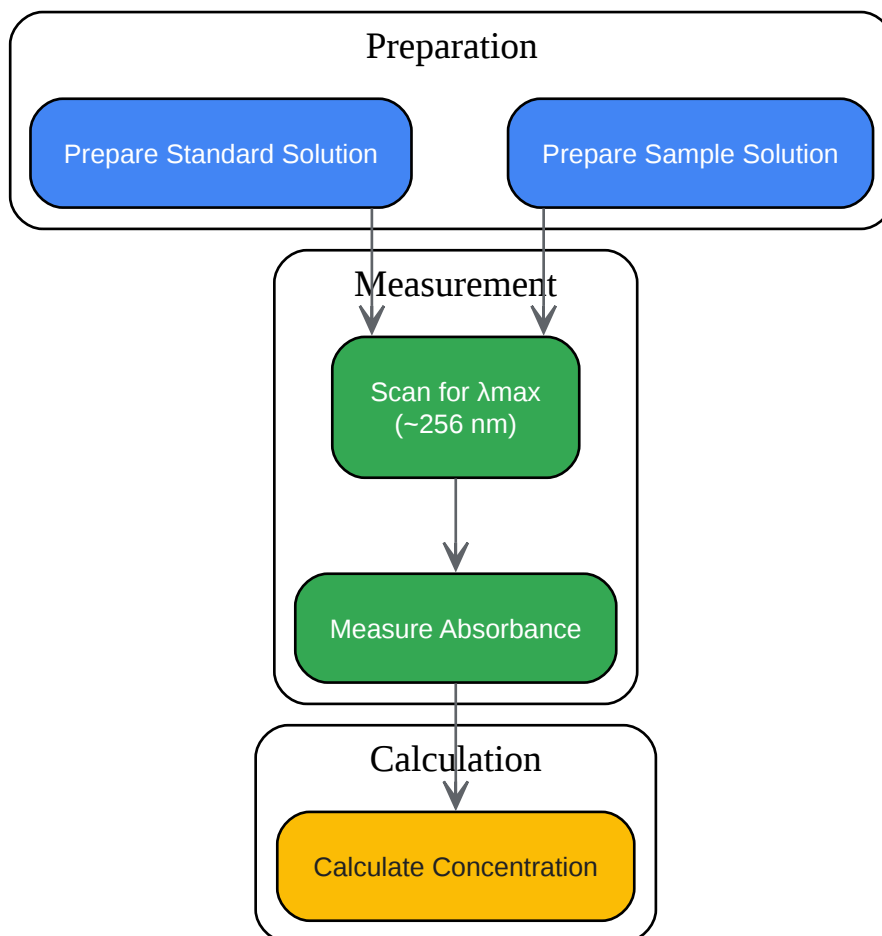 Preparation
Prepare Standard Solution
Prepare Sample Solution
Measurement
Scan for λmax
(~256 nm)
Measure Absorbance
Calculation
Calculate Concentration